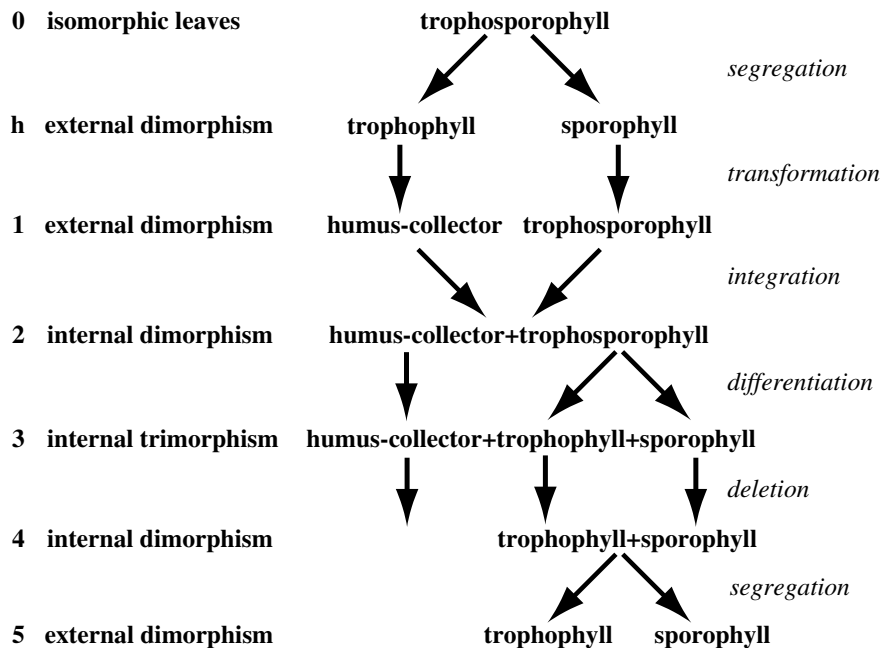 0 isomorphic leaves trophosporophyll
segregation
h external dimorphism trophophyll sporophyll
transformation
1 external dimorphism humus-collector trophosporophyll
integration
2 internal dimorphism humus-collector+trophosporophyll
differentiation
3 internal trimorphism humus-collector+trophophyll+sporophyll
deletion
4 internal dimorphism trophophyll+sporophyll
segregation
5 external dimorphism trophophyll sporophyll